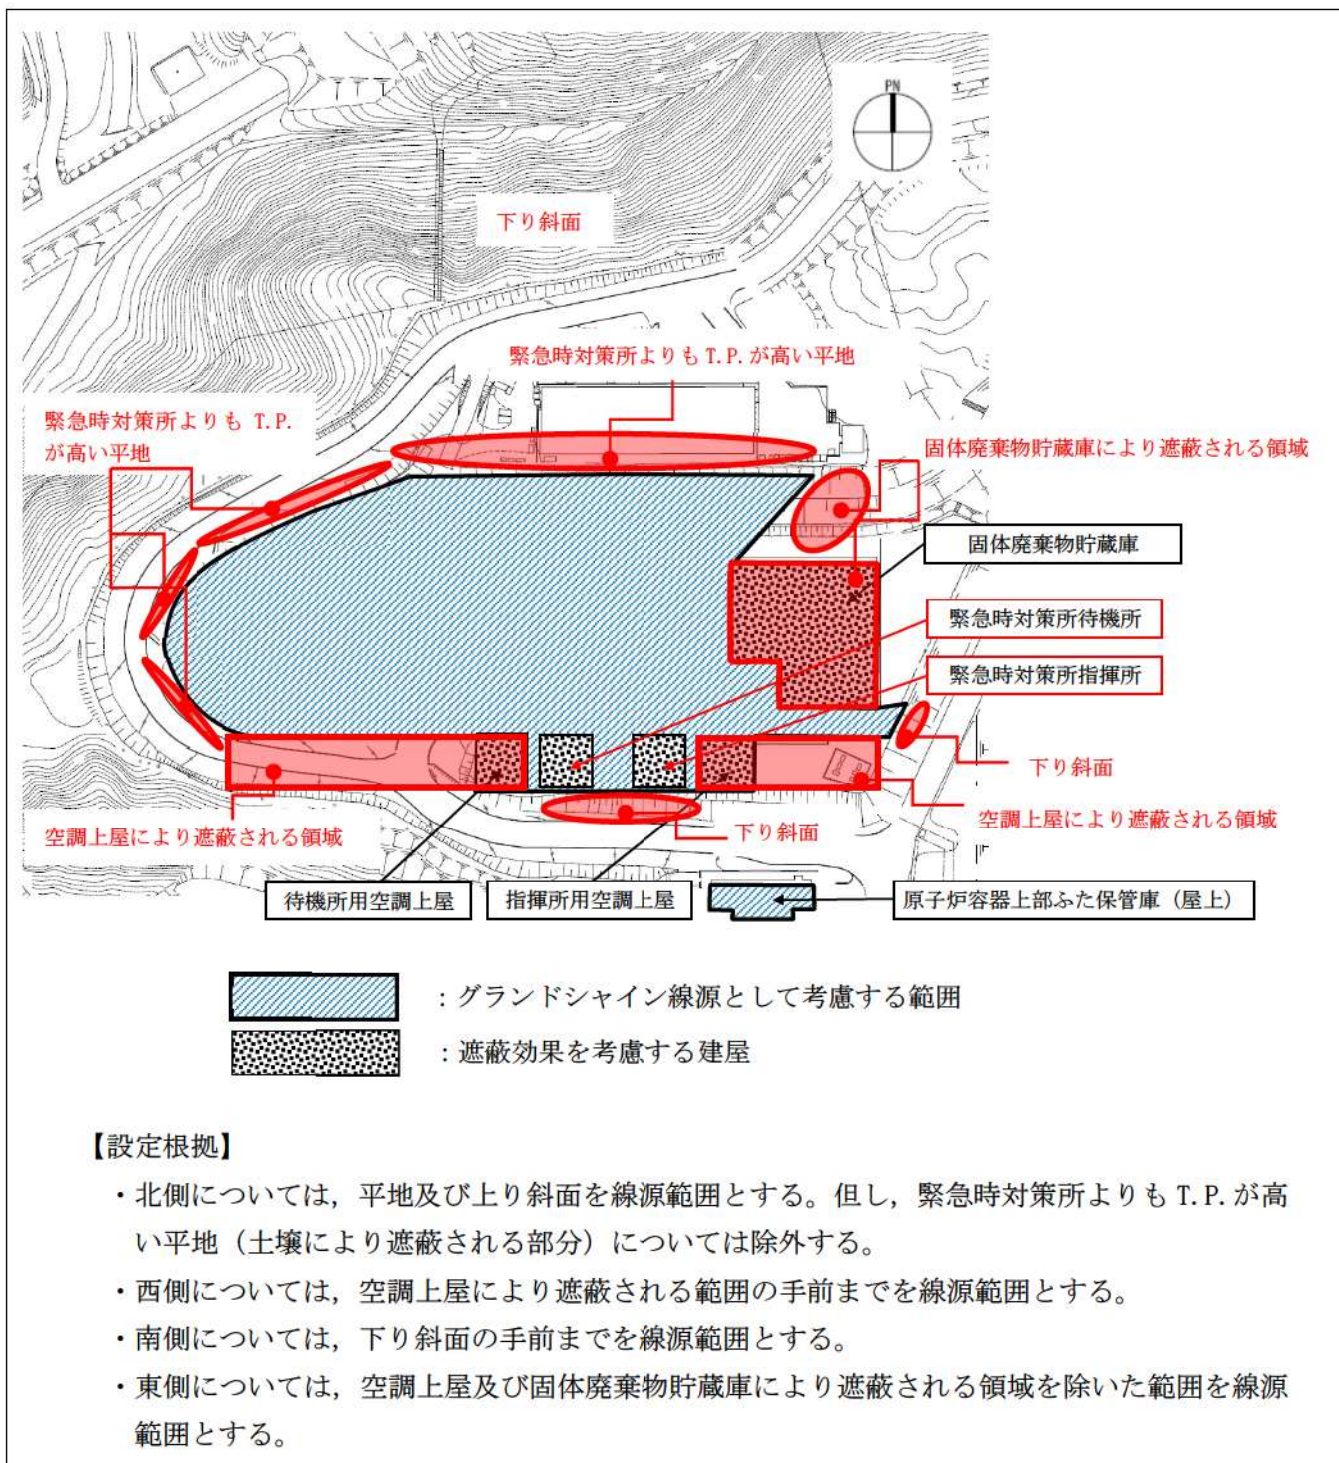 PN
下り斜面
緊急時対策所よりも T.P.が高い平地
緊急時対策所よりも T.P.
が高い平地
固体廃棄物貯蔵庫により遮蔽される領域
固体廃棄物貯蔵庫
緊急時対策所待機所
緊急時対策所指揮所
下り斜面
空調上屋により遮蔽される領域
下り斜面
空調上屋により遮蔽される領域
待機所用空調上屋
指揮所用空調上屋
原子炉容器上部ふた保管庫（屋上）
：グランドシャイン線源として考慮する範囲
：遮蔽効果を考慮する建屋
【設定根拠】
・北側については，平地及び上り斜面を線源範囲とする。但し，緊急時対策所よりも T.P.が高
い平地（土壌により遮蔽される部分）については除外する。
・西側については，空調上屋により遮蔽される範囲の手前までを線源範囲とする。
・南側については，下り斜面の手前までを線源範囲とする。
・東側については，空調上屋及び固体廃棄物貯蔵庫により遮蔽される領域を除いた範囲を線源
範囲とする。